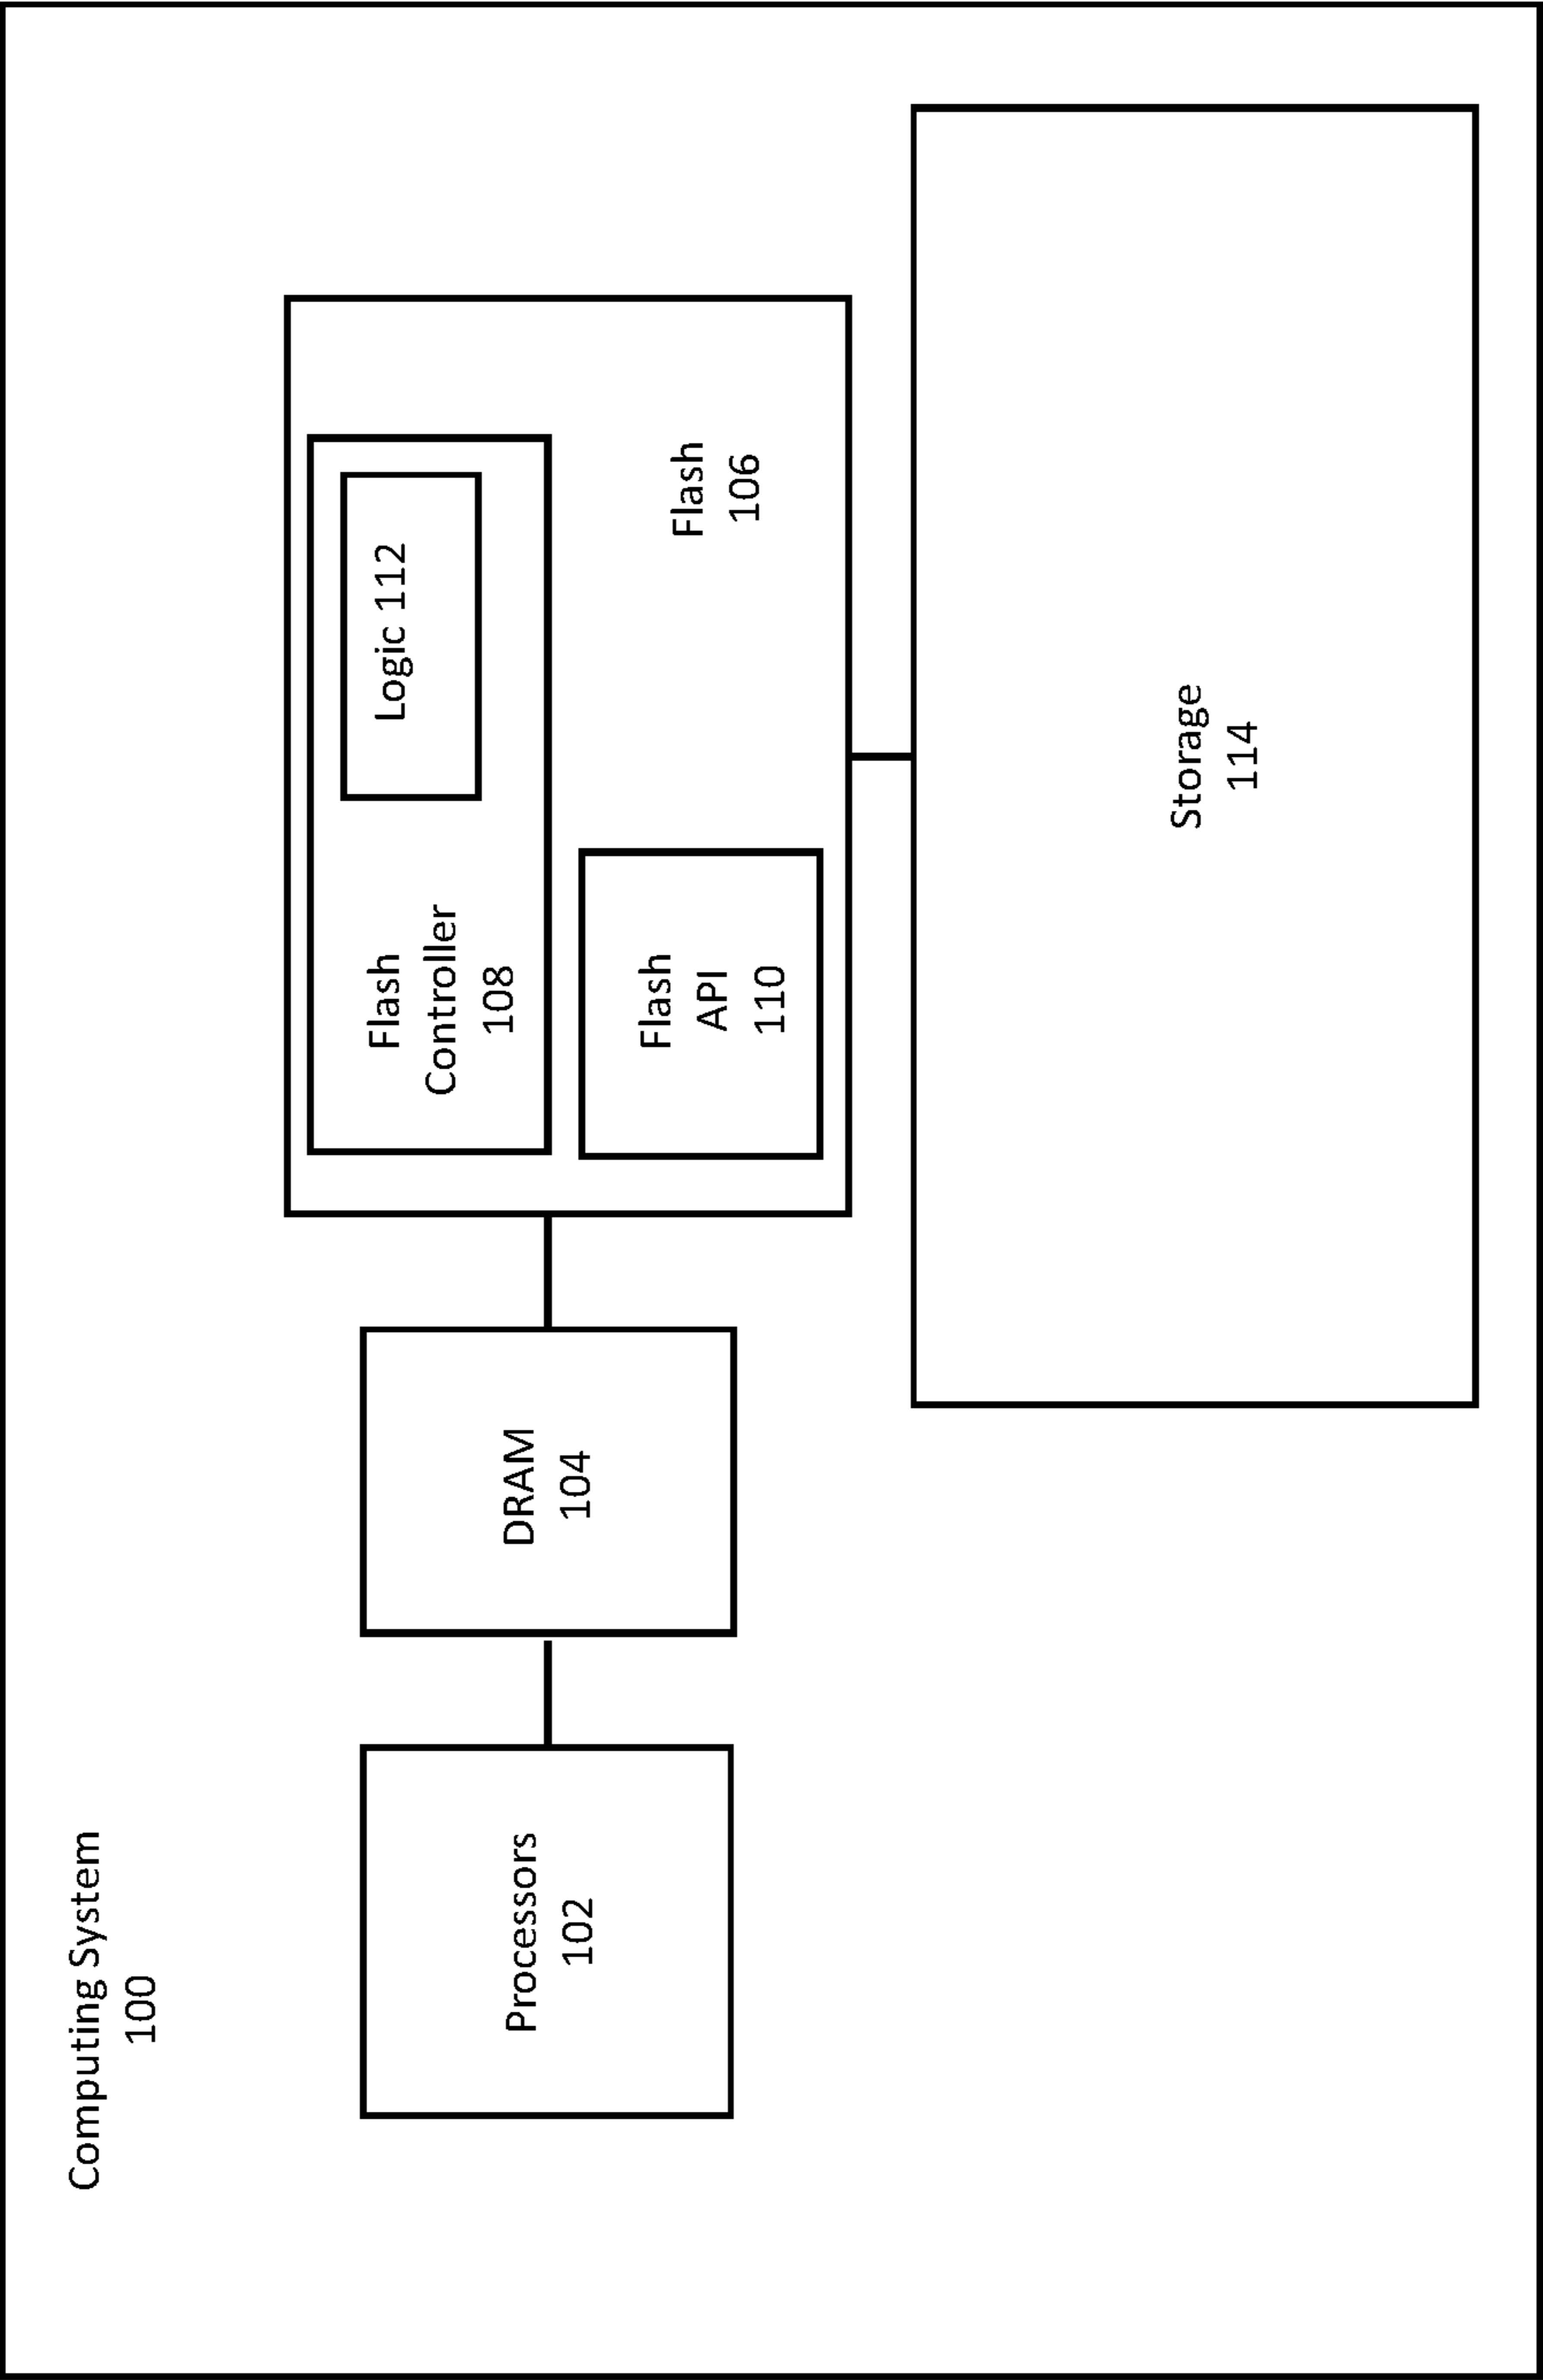 Computing System
100
Processors
102
DRAM
104
Flash
Controller
108
Logic 112
Flash
API
110
Flash
106
Storage
114